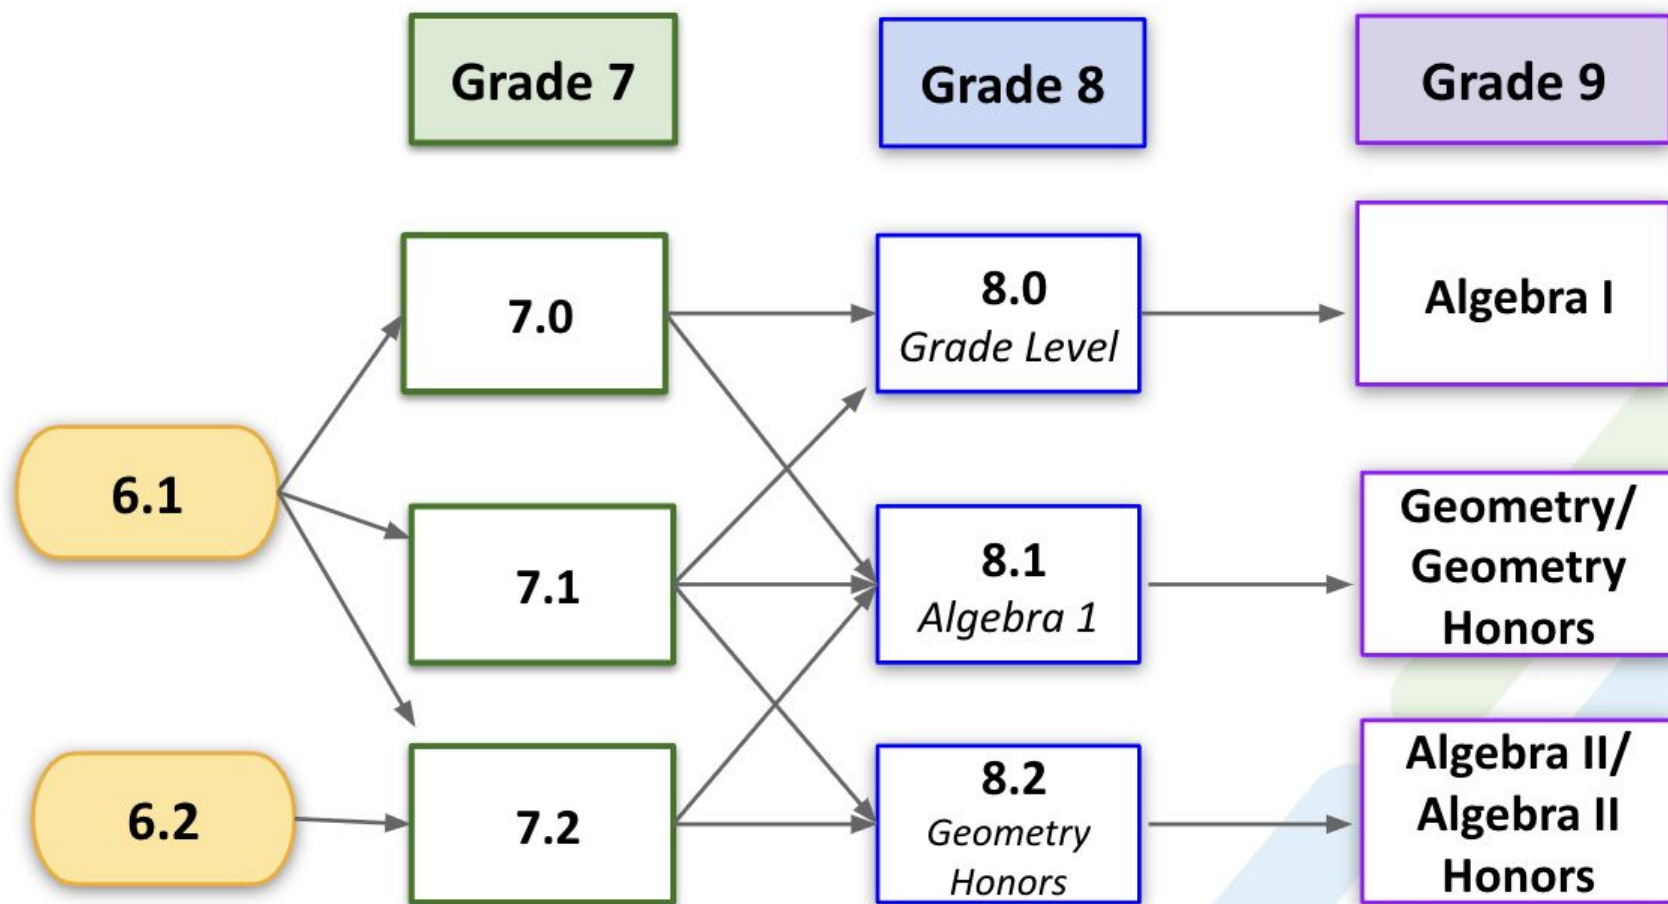 Grade 7
Grade 8
Grade 9
7.0
8.0
Grade Level
Algebra I
6.1
7.1
8.1
Algebra 1
Geometry/
Geometry
Honors
6.2
7.2
8.2
Geometry
Honors
Algebra II/
Algebra II
Honors